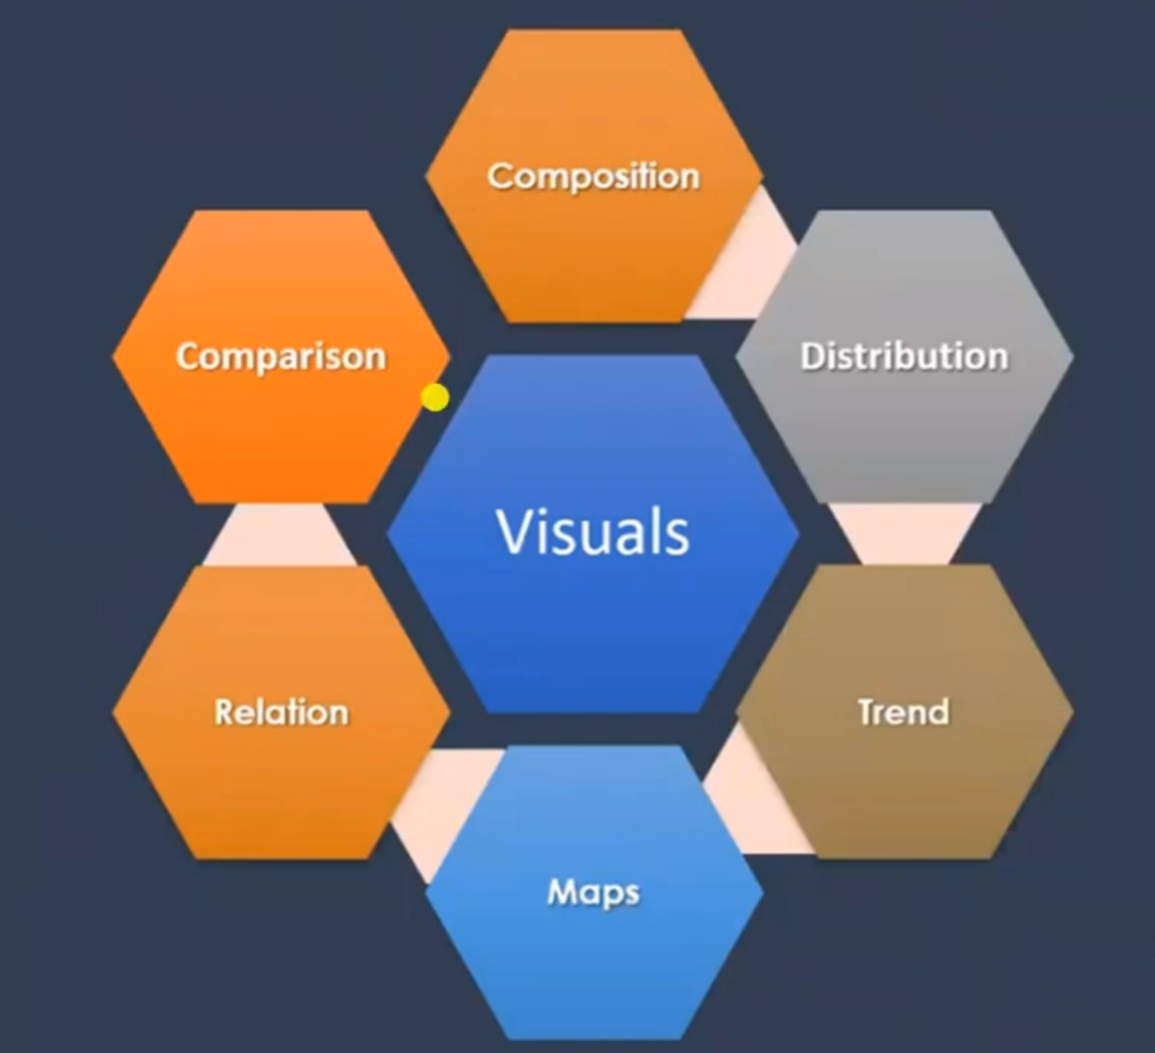 Composition
Comparison
Distribution
Visuals
Relation
Trend
Maps